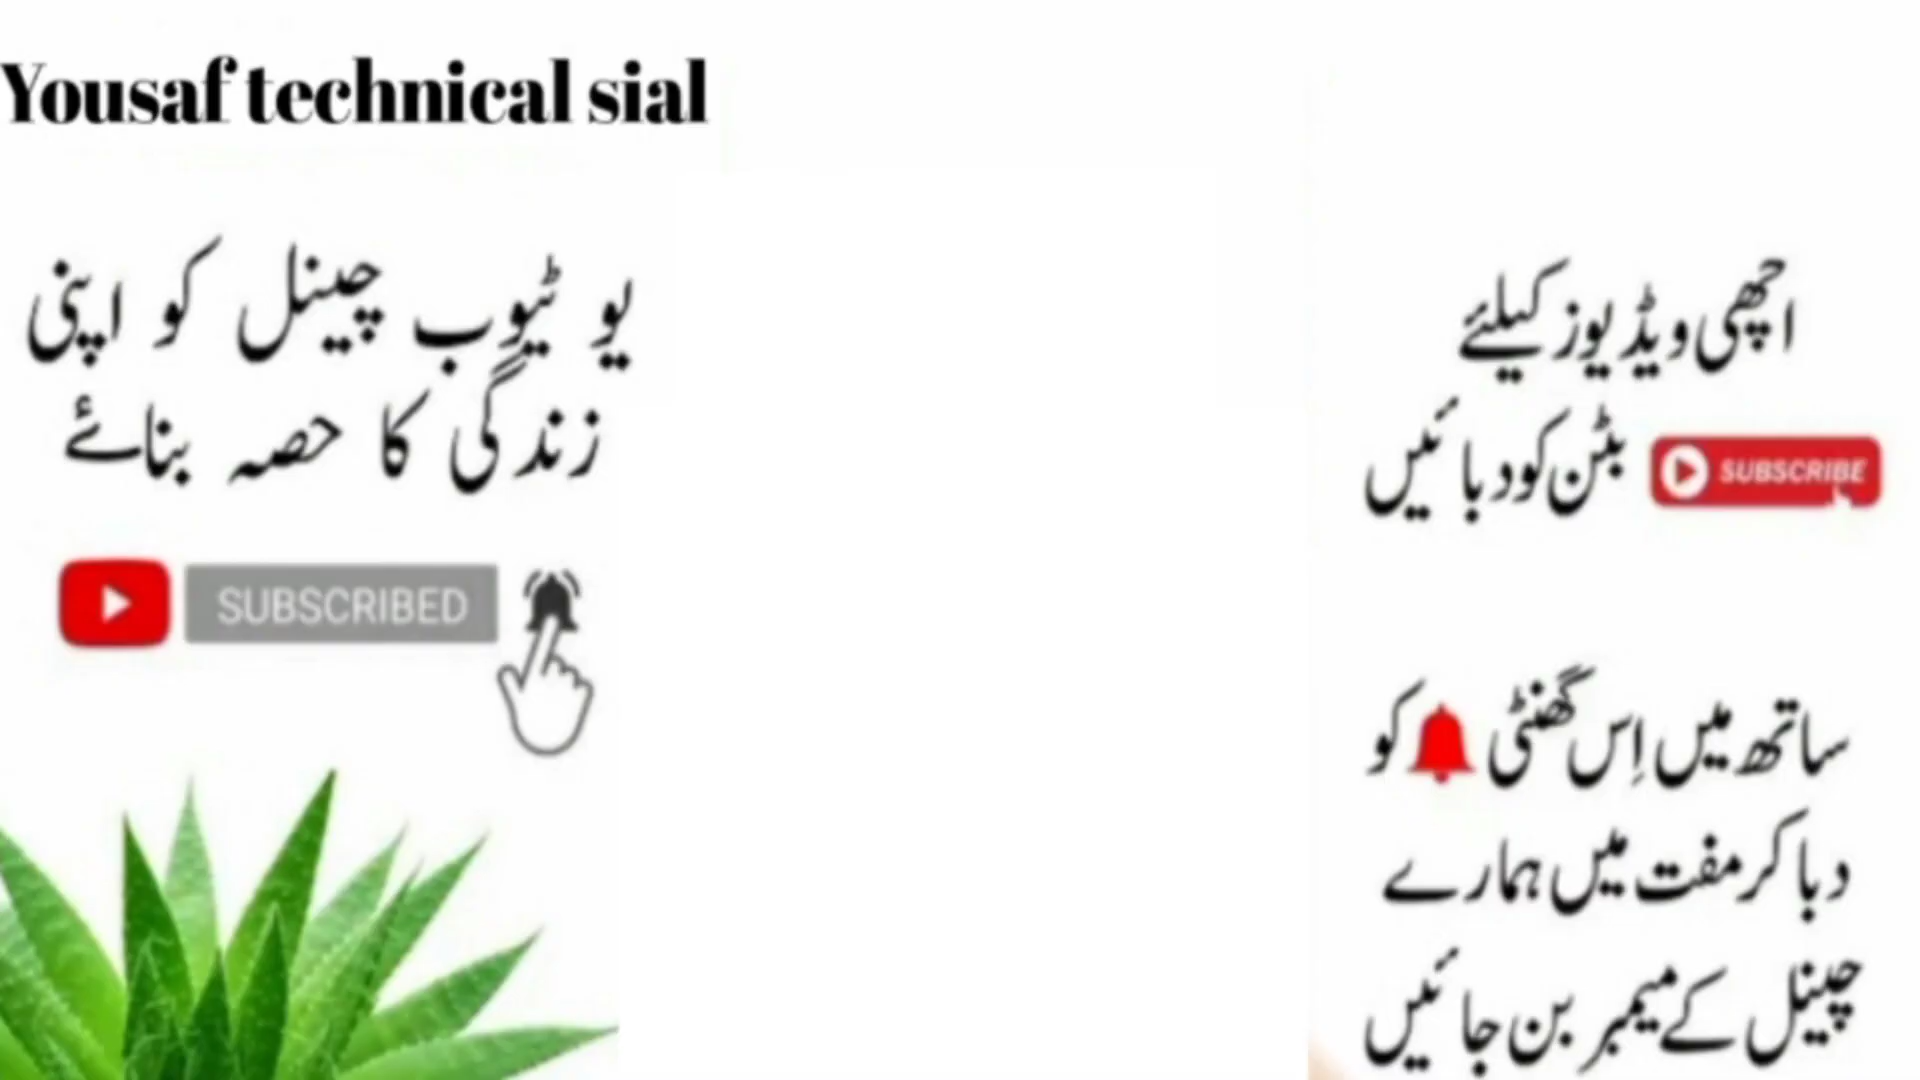 Yousaf technical sial
یو ٹیوب چینل کو اپنی
زندگی کا حصہ بنائے
SUBSCRIBED
اچھی ویڈیوز کیلئے
SUBSCRIBE بٹن کو دبائیں
ساتھ میں اِس گھنٹی کو
دبا کر مفت میں ہمارے
چینل کے میمبر بن جائیں